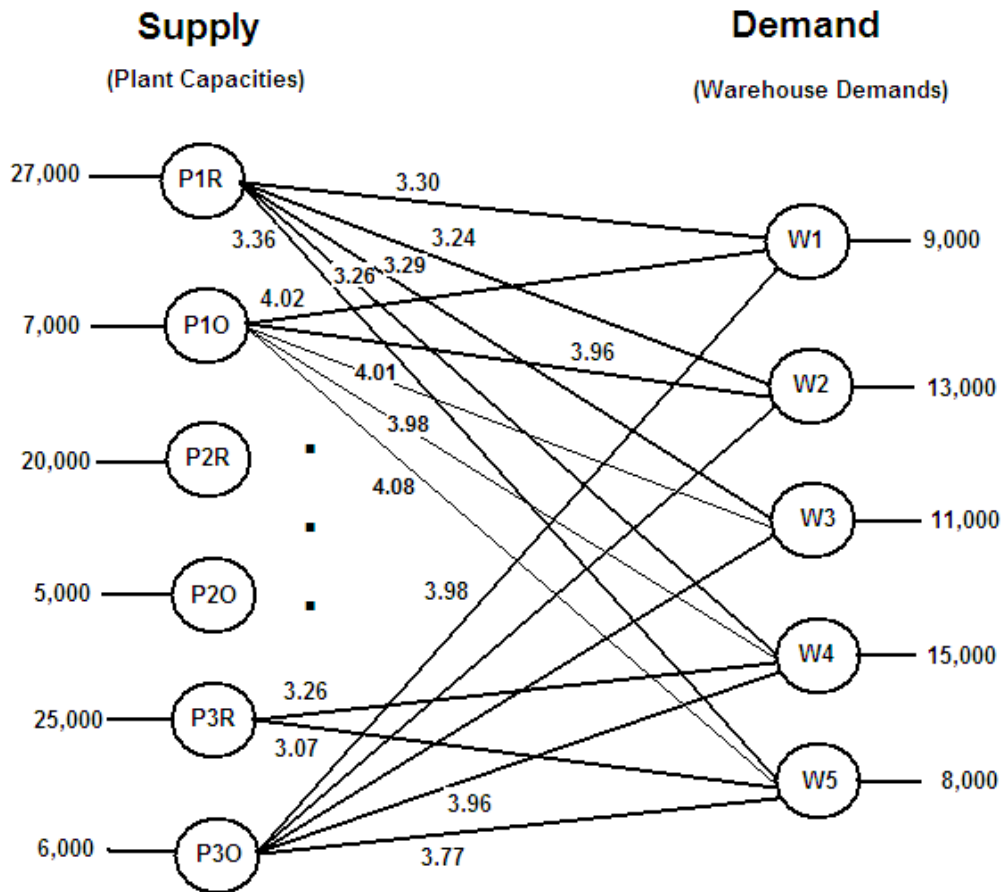 Supply
Demand
(Plant Capacities)
(Warehouse Demands)
27,000
P1R
3.30
3.36
3.24
3.29
3.26
W1
9,000
7,000
P1O
4.02
3.96
4.01
W2
13,000
3.98
20,000
P2R
4.08
W3
11,000
5,000
P2O
3.98
W4
15,000
3.26
25,000
P3R
3.07
W5
8,000
3.96
6,000
P3O
3.77